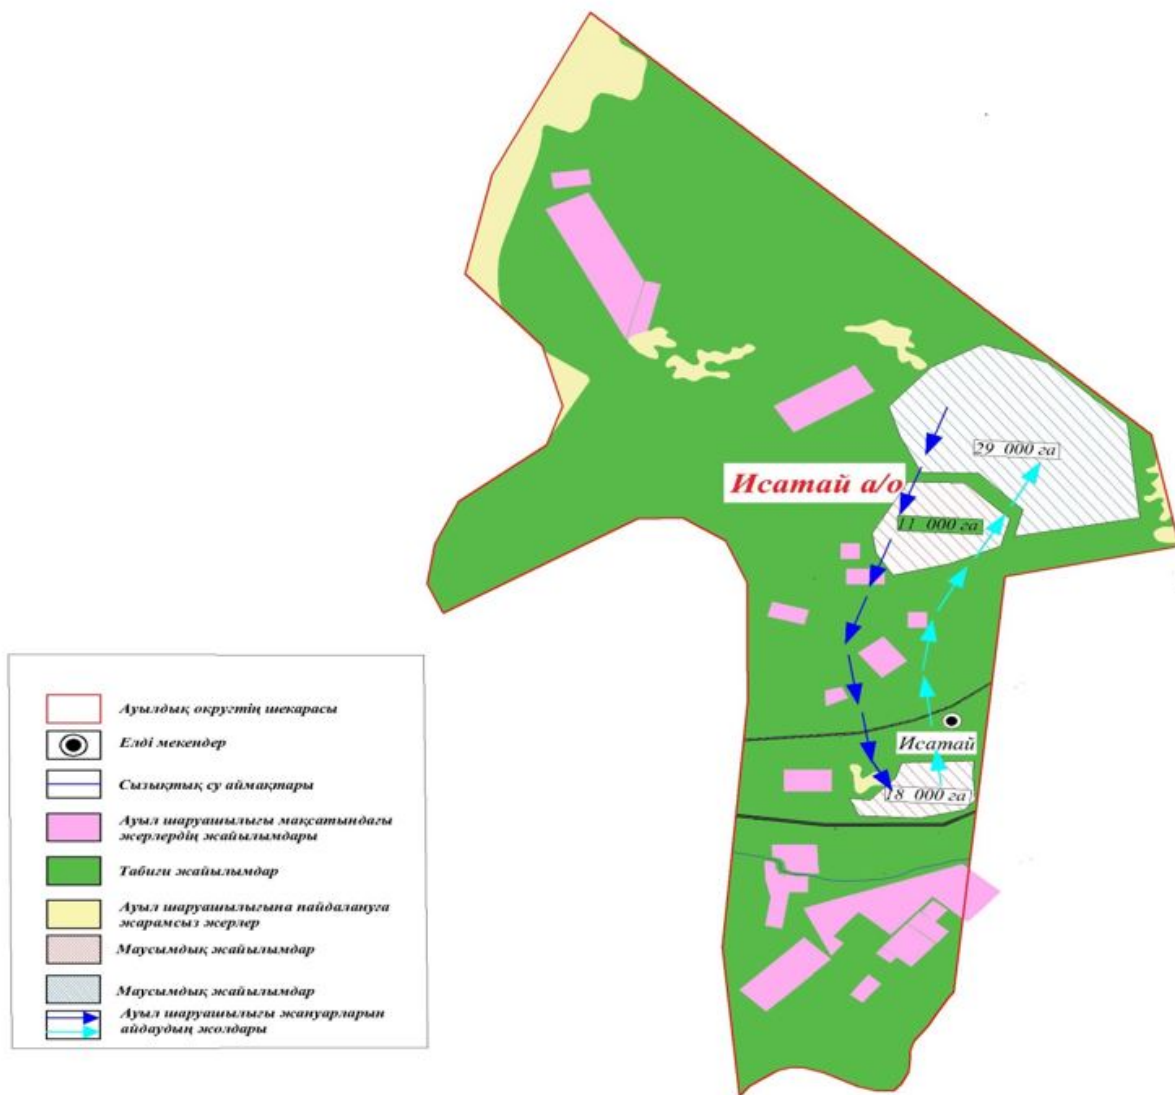 29 000 га
Исатай а/о
11 000 га
Исатай
18 000 га
Ауылдық округтің шекарасы
Елді мекендер
Сызықтық су аймақтары
Ауыл шаруашылығы мақсатындағы
жерлердің жайылымдары
Табиғи жайылымдар
Ауыл шаруашылығына пайдалануға
жарамсыз жерлер
Маусымдық жайылымдар
Маусымдық жайылымдар
Ауыл шаруашылығы жануарларын
айдаудың жолдары